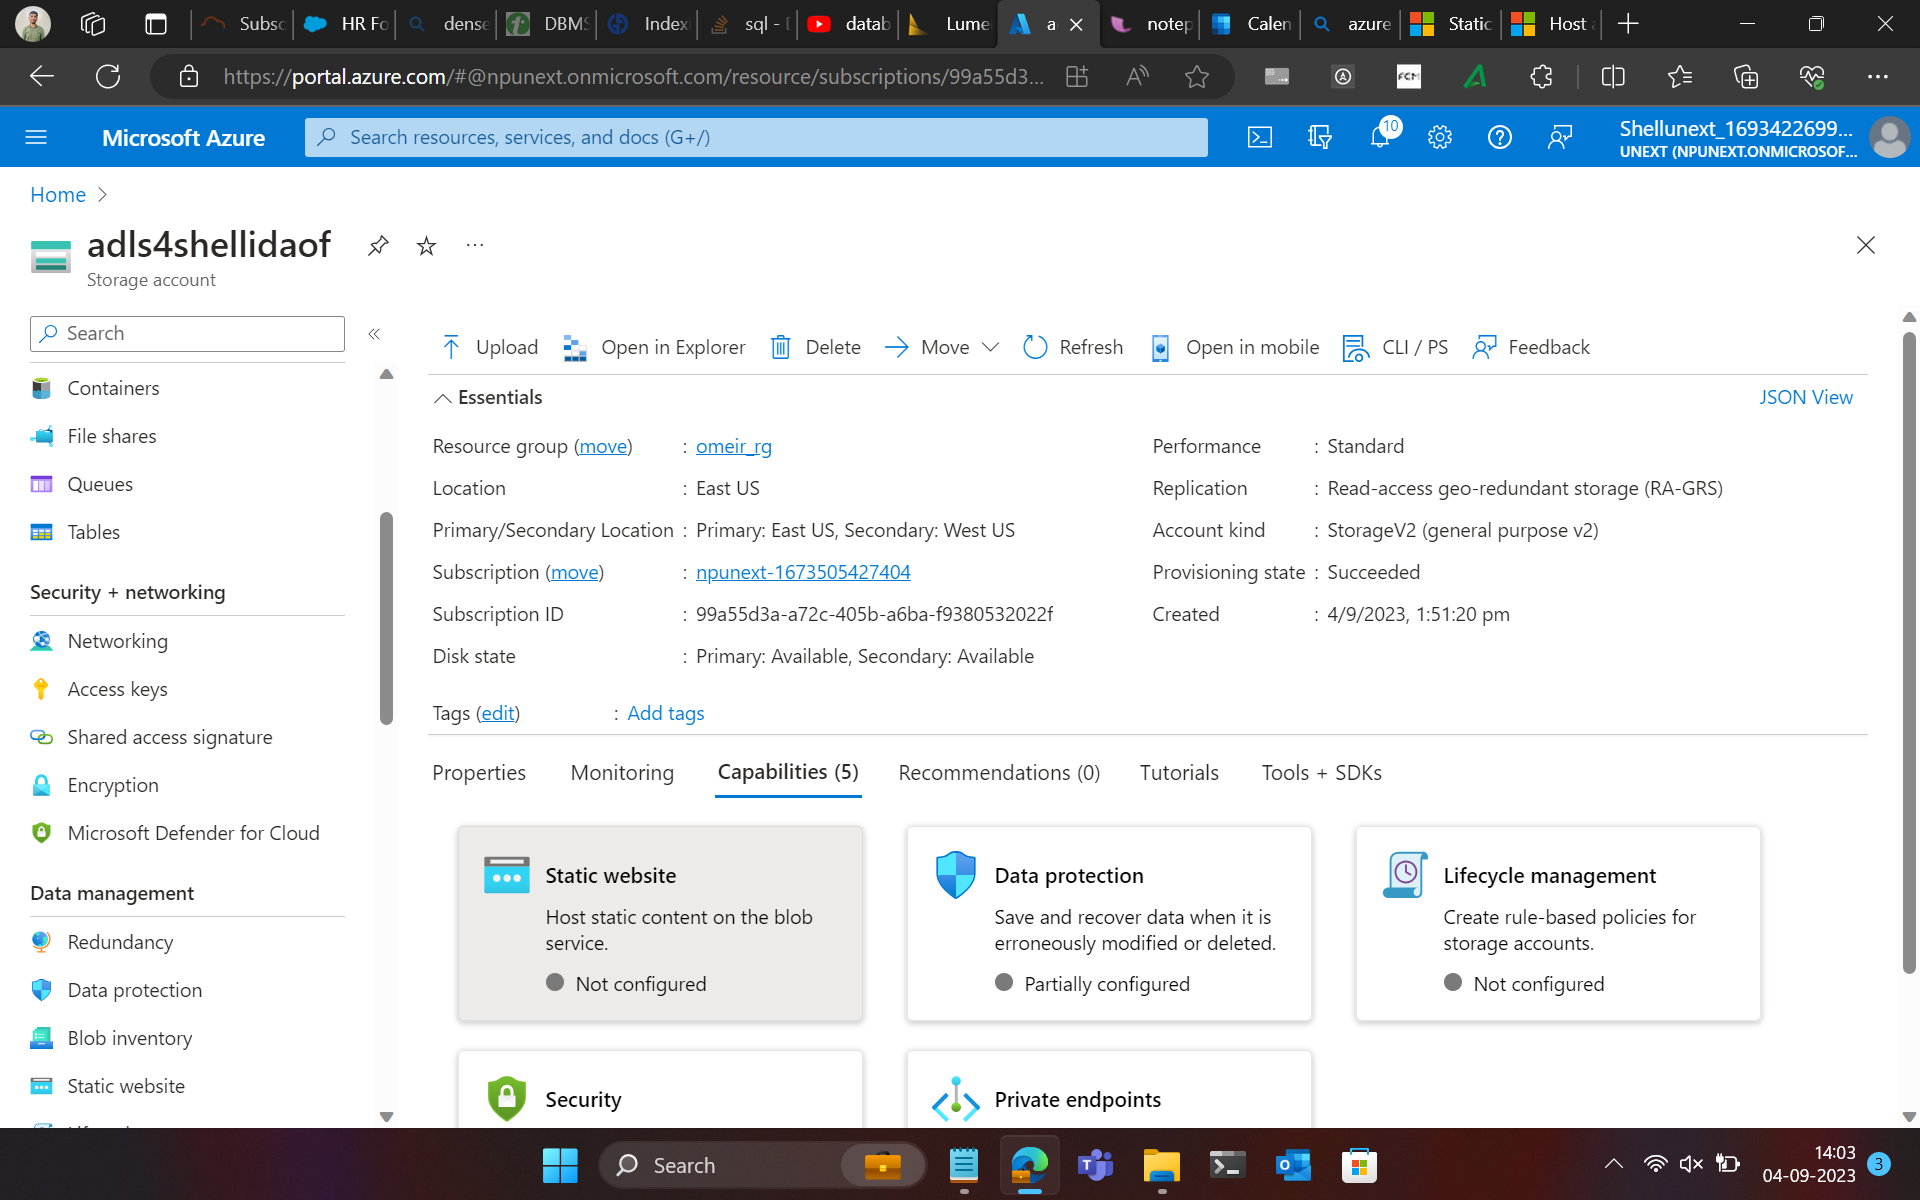 Subsc
HR Fo
dense
DBMS
Indexi
sql - D
datab
Lume
a
notep
Calen
azure
Static
Host a
https://portal.azure.com/#@npunext.onmicrosoft.com/resource/subscriptions/99a55d3...
Microsoft Azure
Search resources, services, and docs (G+/)
10
Shellunext_1693422699...
UNEXT (NPUNEXT.ONMICROSOF...
Home
adls4shellidaof
Storage account
Search
Containers
File shares
Queues
Tables
Security + networking
Networking
Access keys
Shared access signature
Encryption
Microsoft Defender for Cloud
Data management
Redundancy
Data protection
Blob inventory
Static website
Upload
Open in Explorer
Delete
Move
Refresh
Open in mobile
CLI / PS
Feedback
Essentials
JSON View
Resource group (move) : omeir_rg
Location : East US
Primary/Secondary Location : Primary: East US, Secondary: West US
Subscription (move) : npunext-1673505427404
Subscription ID : 99a55d3a-a72c-405b-a6ba-f9380532022f
Disk state : Primary: Available, Secondary: Available
Performance : Standard
Replication : Read-access geo-redundant storage (RA-GRS)
Account kind : StorageV2 (general purpose v2)
Provisioning state : Succeeded
Created : 4/9/2023, 1:51:20 pm
Tags (edit) : Add tags
Properties
Monitoring
Capabilities (5)
Recommendations (0)
Tutorials
Tools + SDKs
Static website
Host static content on the blob
service.
Not configured
Data protection
Save and recover data when it is
erroneously modified or deleted.
Partially configured
Lifecycle management
Create rule-based policies for
storage accounts.
Not configured
Security
Private endpoints
Search
14:03
04-09-2023
3